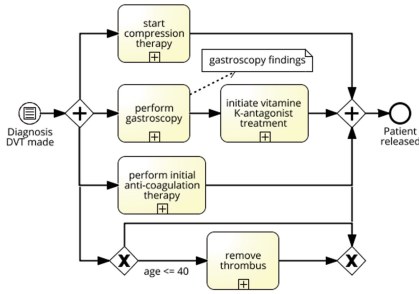 start
compression
therapy
gastroscopy findings
perform
gastroscopy
initiate vitamine
K-antagonist
treatment
Diagnosis
DVT made
Patient
released
perform initial
anti-coagulation
therapy
remove
thrombus
age <= 40